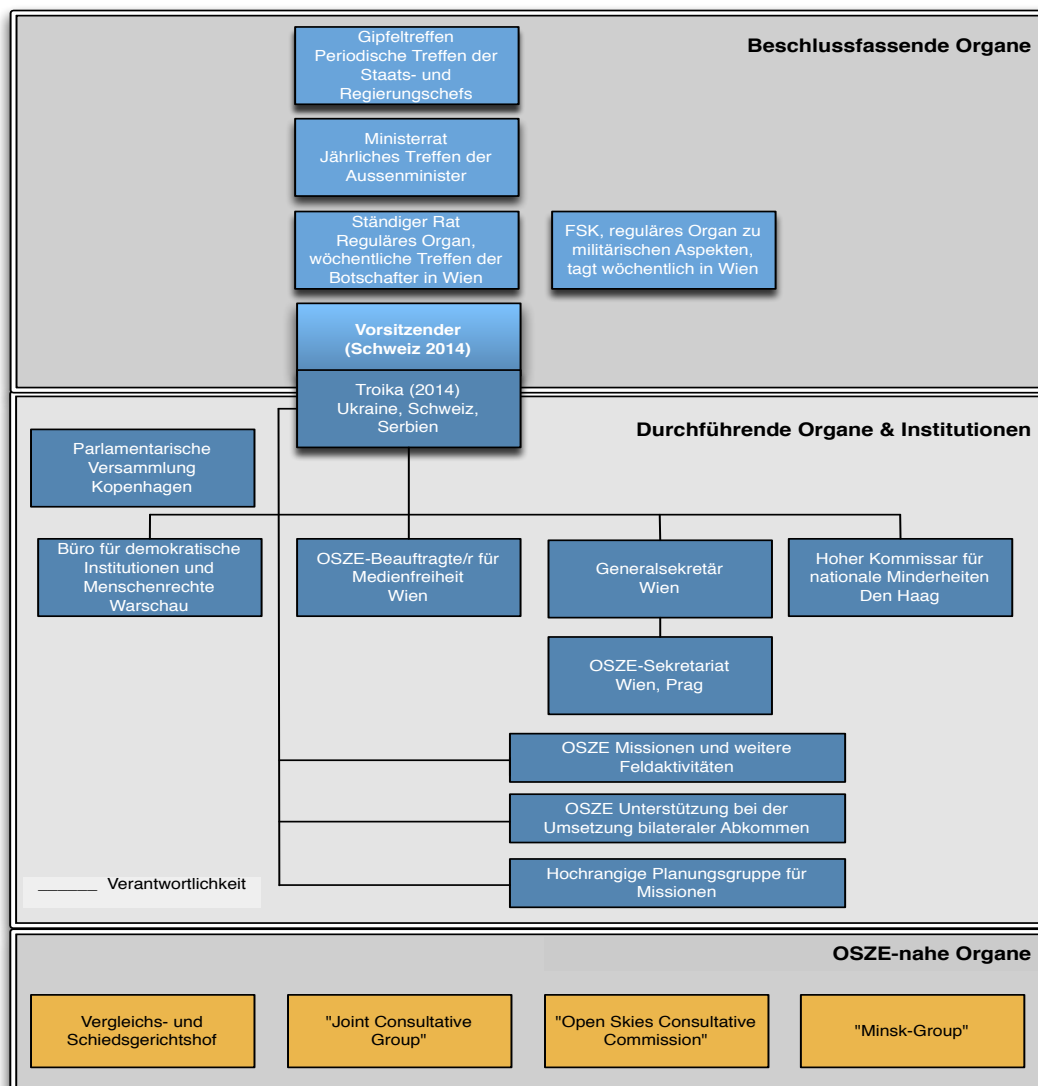 Beschlussfassende Organe
Gipfeltreffen
Periodische Treffen der
Staats- und
Regierungschefs
Ministerrat
Jährliches Treffen der
Aussenminister
Ständiger Rat
Reguläres Organ,
wöchentliche Treffen der
Botschafter in Wien
FSK, reguläres Organ zu
militärischen Aspekten,
tagt wöchentlich in Wien
Vorsitzender
(Schweiz 2014)
Troika (2014)
Ukraine, Schweiz,
Serbien
Durchführende Organe & Institutionen
Parlamentarische
Versammlung
Kopenhagen
Büro für demokratische
Institutionen und
Menschenrechte
Warschau
OSZE-Beauftragte/r für
Medienfreiheit
Wien
Generalsekretär
Wien
Hoher Kommissar für
nationale Minderheiten
Den Haag
OSZE-Sekretariat
Wien, Prag
OSZE Missionen und weitere
Feldaktivitäten
OSZE Unterstützung bei der
Umsetzung bilateraler Abkommen
Hochrangige Planungsgruppe für
Missionen
______ Verantwortlichkeit
OSZE-nahe Organe
Vergleichs- und
Schiedsgerichtshof
"Joint Consultative
Group"
"Open Skies Consultative
Commission"
"Minsk-Group"